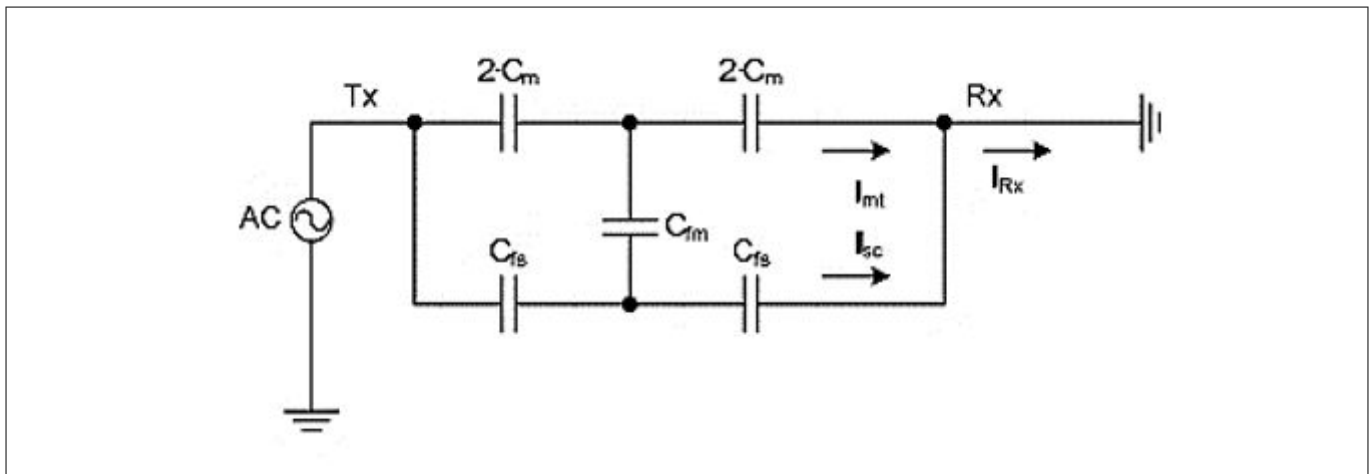 2·Cm
2·Cm
Tx
Rx
IRx
Imt
AC
Cfm
Isc
Cfs
Cfs